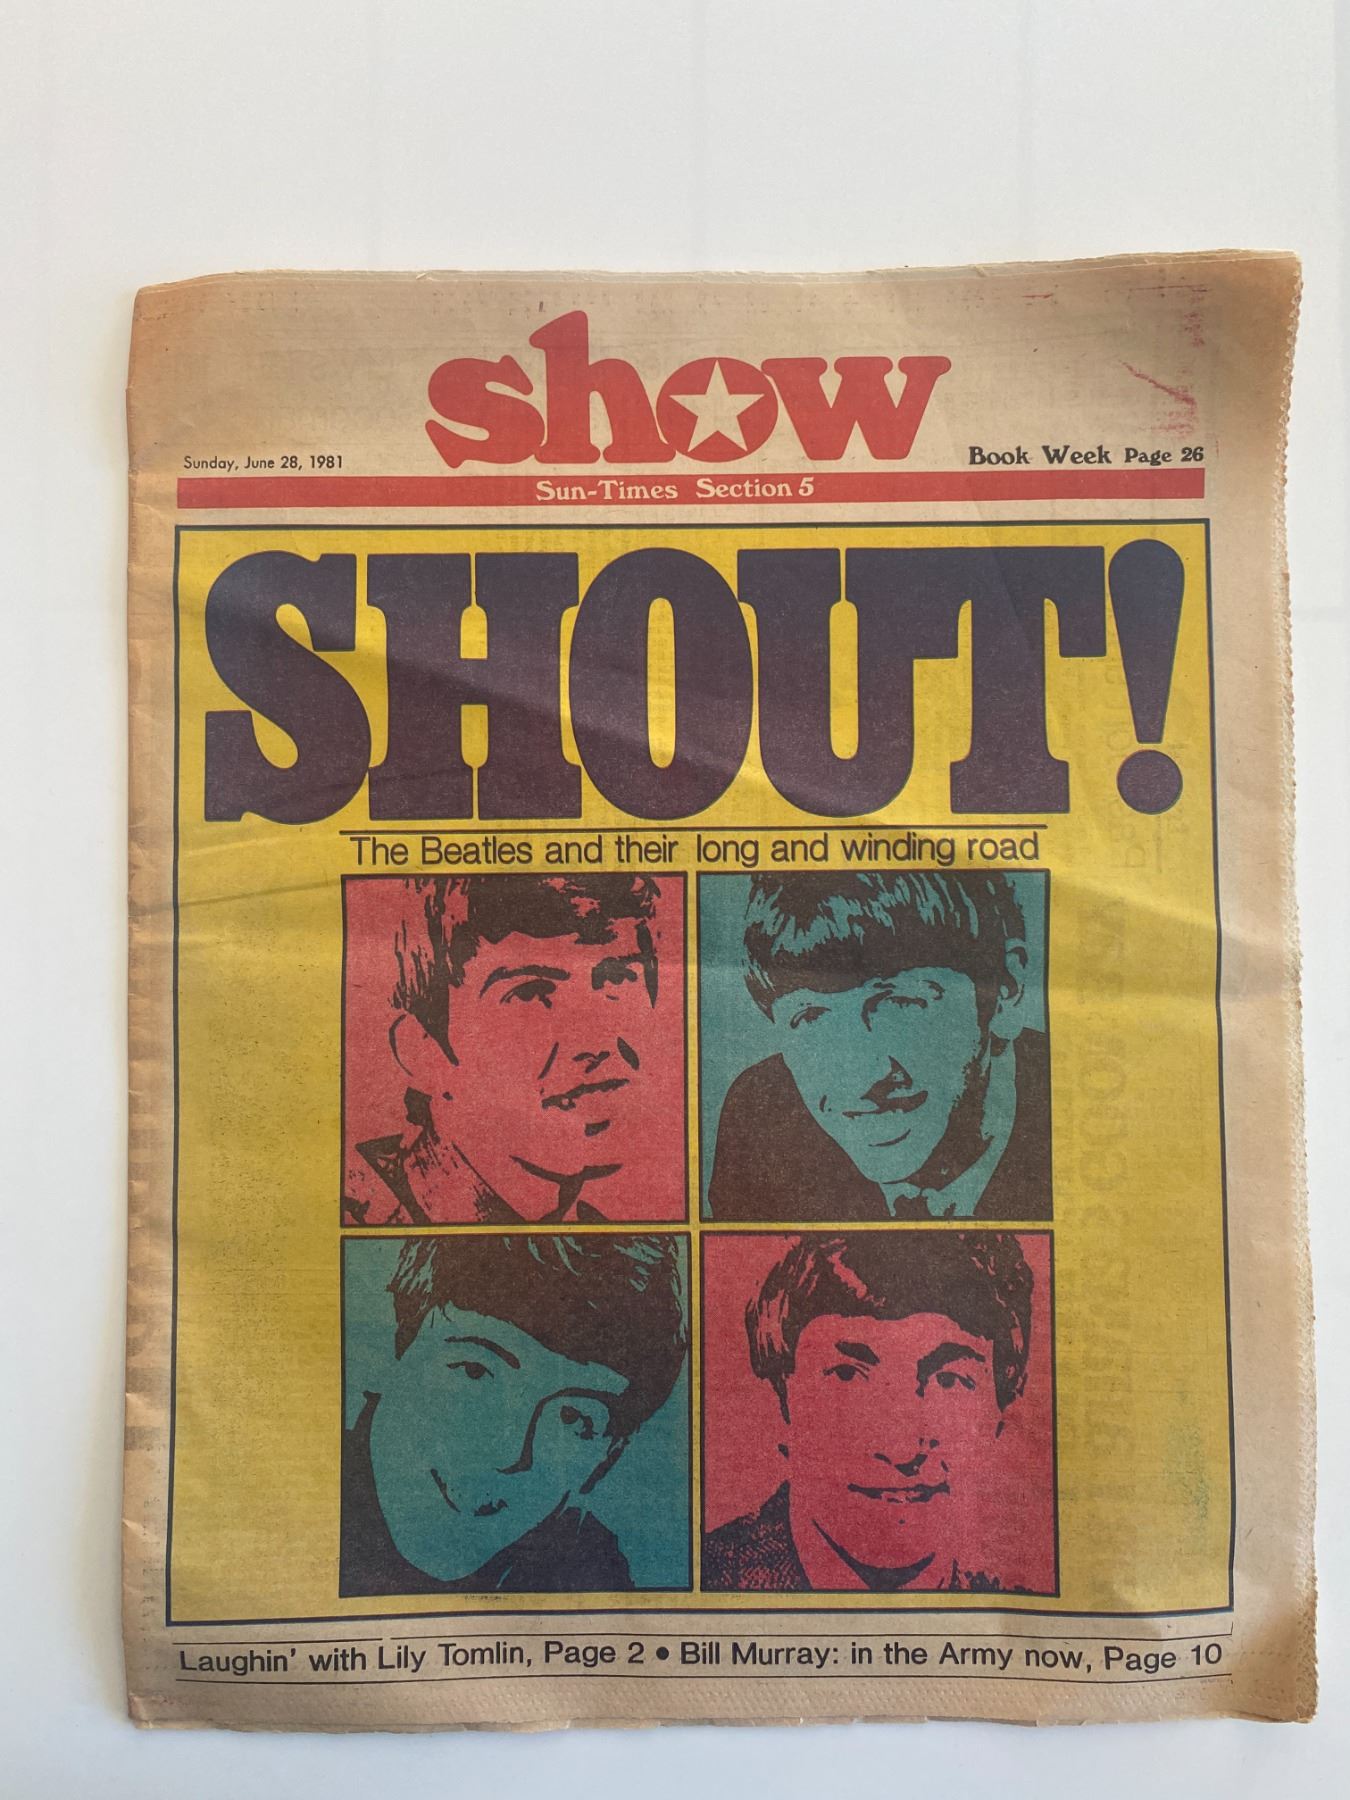 show
Sunday, June 28, 1981
Book Week Page 26
Sun-Times Section 5
SHOUT!
The Beatles and their long and winding road
Laughin' with Lily Tomlin, Page 2 • Bill Murray: in the Army now, Page 10